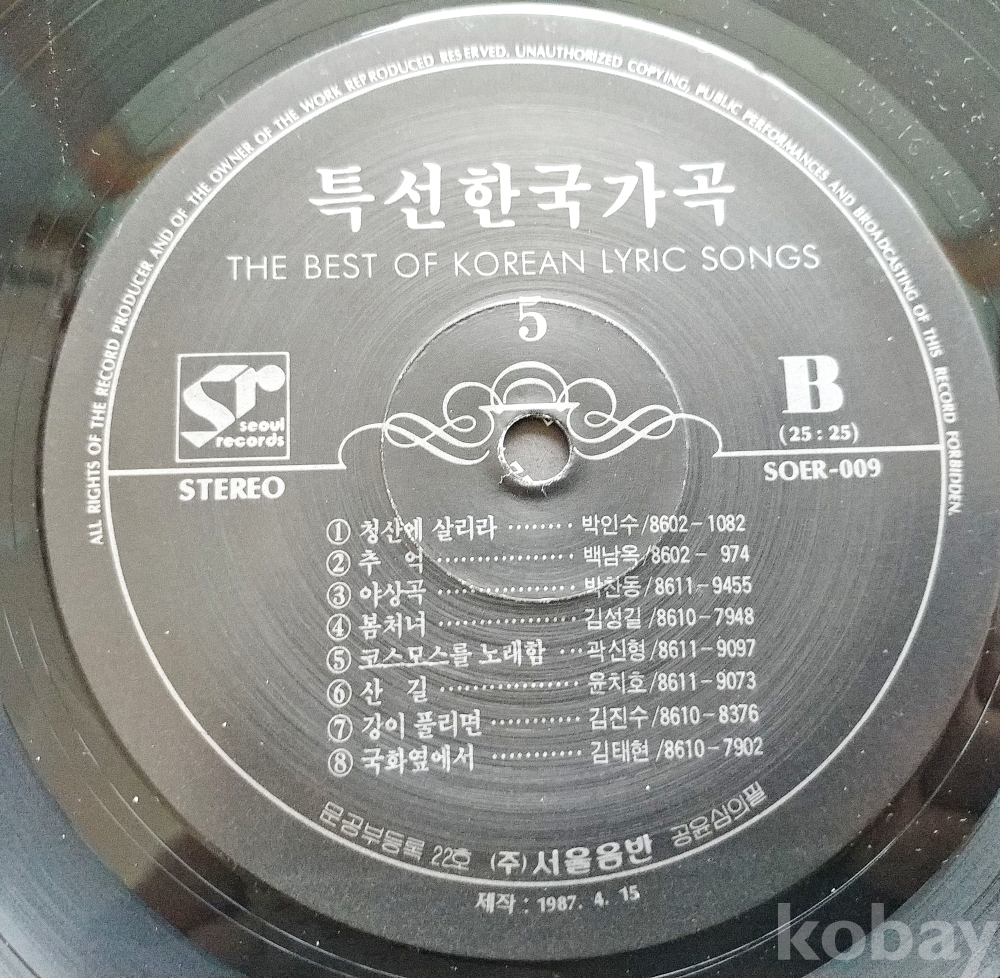 ALL RIGHTS OF THE RECORD PRODUCER AND OF THE OWNER OF THE WORK REPRODUCED RESERVED. UNAUTHORIZED COPYING, PUBLIC PERFORMANCES AND BROADCASTING OF THIS RECORD FORBIDDEN.
특선한국가곡
THE BEST OF KOREAN LYRIC SONGS
5
Sr
seoul
records
STEREO
B
(25 : 25)
SOER-009
① 청산에 살리라 ········ 박인수/8602-1082
② 추 억 ················ 백남옥/8602- 974
③ 야상곡 ················ 박찬동/8611-9455
④ 봄처녀 ················ 김성길/8610-7948
⑤ 코스모스를 노래함 ··· 곽신형/8611-9097
⑥ 산 길 ················ 윤치호/8611-9073
⑦ 강이 풀리면 ··········· 김진수/8610-8376
⑧ 국화옆에서 ··········· 김태현/8610-7902
문공부등록 22호 (주)서울음반 공윤심의필
제작 : 1987. 4. 15
kobay